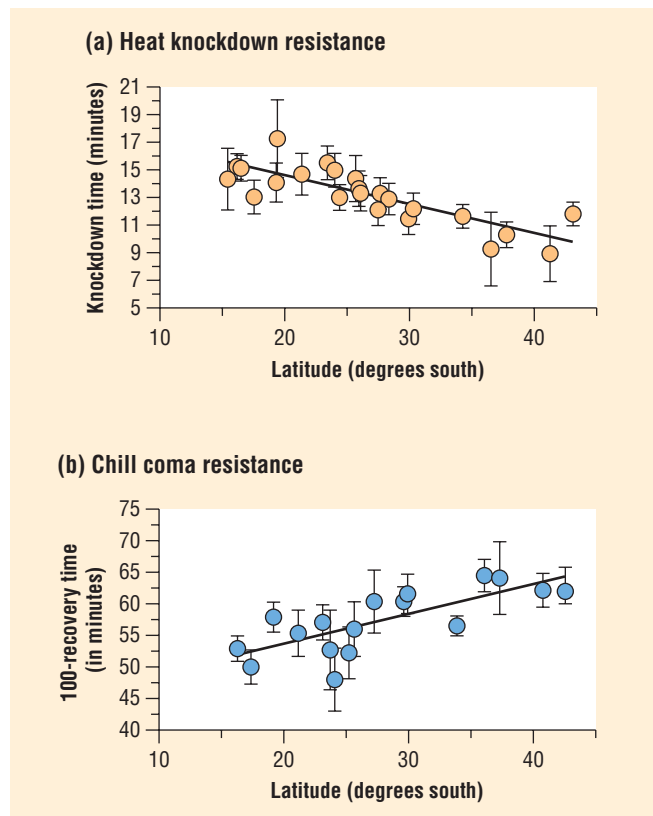 (a) Heat knockdown resistance
Knockdown time (minutes)
21
19
17
15
13
11
9
7
5
10 20 30 40
Latitude (degrees south)
(b) Chill coma resistance
100-recovery time
(in minutes)
75
70
65
60
55
50
45
40
10 20 30 40
Latitude (degrees south)